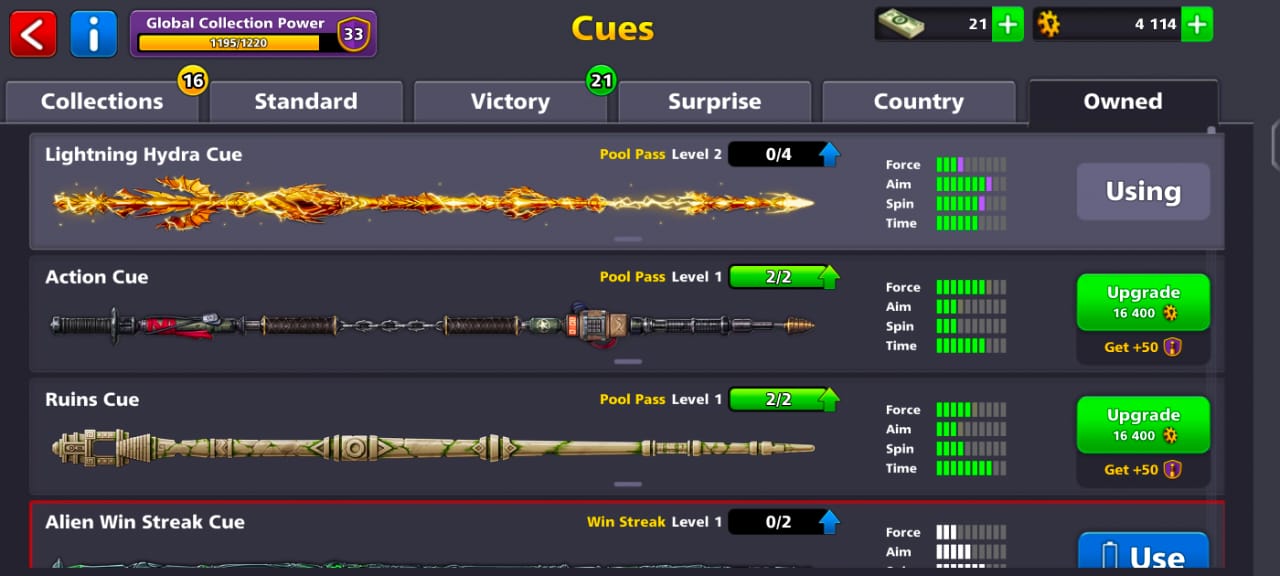 Global Collection Power
1195/1220
33
Cues
21
4 114
16
21
Collections
Standard
Victory
Surprise
Country
Owned
Lightning Hydra Cue
Pool Pass Level 2
0/4
Force
Aim
Spin
Time
Using
Action Cue
Pool Pass Level 1
2/2
Force
Aim
Spin
Time
Upgrade
16 400
Get +50
Ruins Cue
Pool Pass Level 1
2/2
Force
Aim
Spin
Time
Upgrade
16 400
Get +50
Alien Win Streak Cue
Win Streak Level 1
0/2
Force
Aim
Use